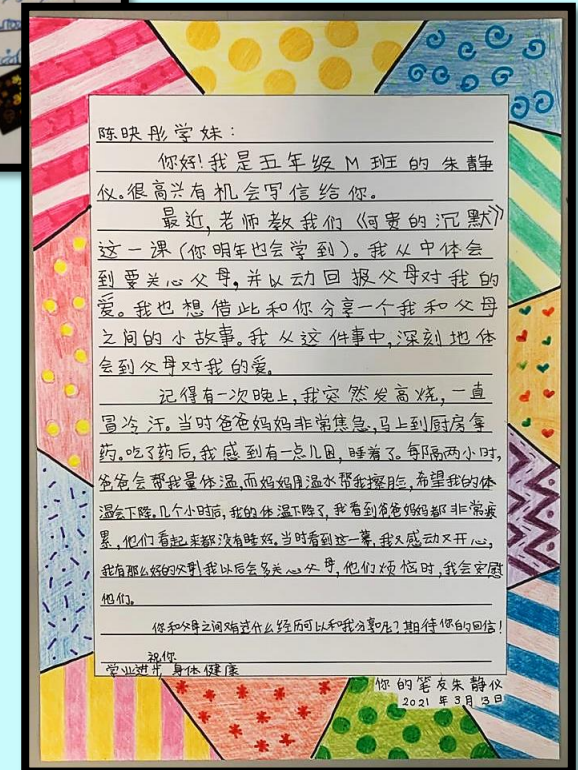 陈映彤学妹：
你好！我是五年级M班的朱静
仪。很高兴有机会写信给你。
最近，老师教我们《可贵的沉默》
这一课（你明年也会学到）。我从中体会
到要关心父母，并以动回报父母对我的
爱。我也想借此和你分享一个我和父母
之间的小故事。我从这件事中，深刻地体
会到父母对我的爱。
记得有一次晚上，我突然发高烧，一直
冒冷汗。当时爸爸妈妈非常焦急，马上到厨房拿
药。吃了药后，我感到有一点儿困，睡着了。每隔两小时，
爸爸会帮我量体温，而妈妈用温水帮我擦脸，希望我的体
温会下降。几个小时后，我的体温下降了，我看到爸爸妈妈都非常疲
累，他们看起来都没有睡好。当时看到这一幕，我又感动又开心，
我有那么好的父母！我以后会多关心父母，他们烦恼时，我会安慰
他们。
你和父母之间有过什么经历可以和我分享呢？期待你的回信！
祝你
学业进步 身体健康
你的笔友朱静仪
2021年3月3日